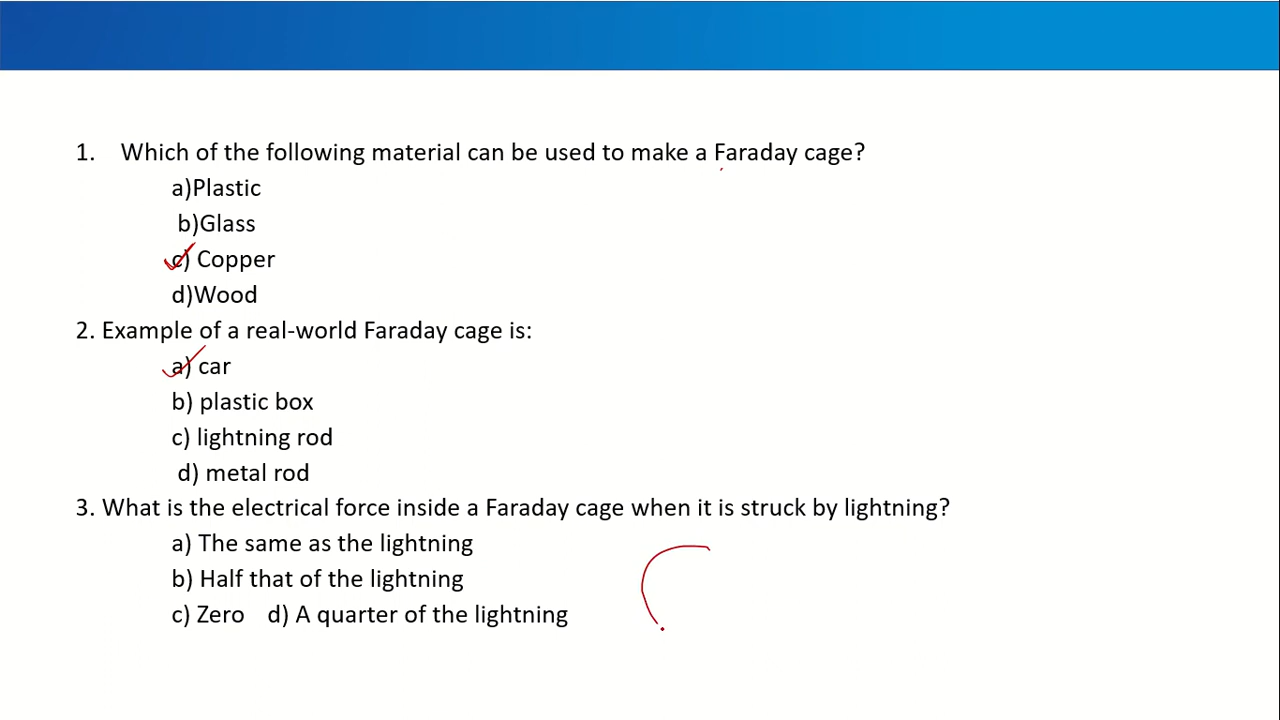 1. Which of the following material can be used to make a Faraday cage?
a)Plastic
b)Glass
c) Copper
d)Wood
2. Example of a real-world Faraday cage is:
a) car
b) plastic box
c) lightning rod
d) metal rod
3. What is the electrical force inside a Faraday cage when it is struck by lightning?
a) The same as the lightning
b) Half that of the lightning
c) Zero d) A quarter of the lightning